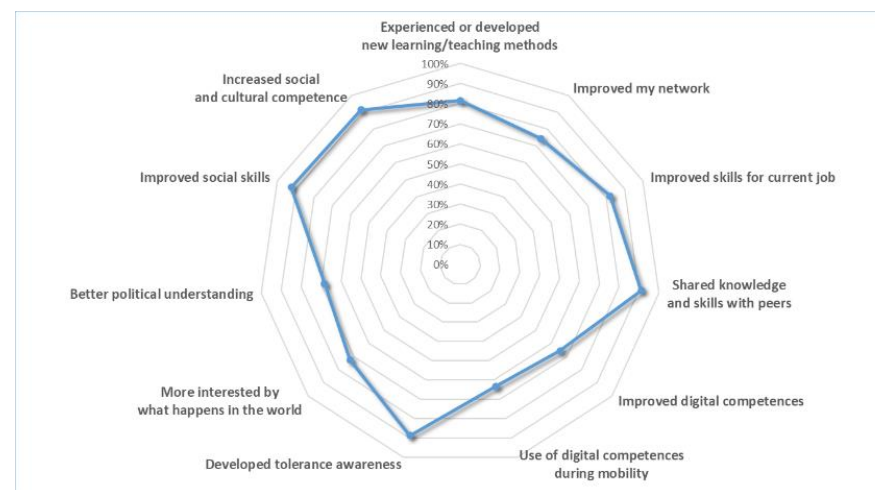 Experienced or developed
new learning/teaching methods
Improved my network
Improved skills for current job
Shared knowledge
and skills with peers
Improved digital competences
Use of digital competences
during mobility
Developed tolerance awareness
More interested by
what happens in the world
Better political understanding
Improved social skills
Increased social
and cultural competence
100%
90%
80%
70%
60%
50%
40%
30%
20%
10%
0%